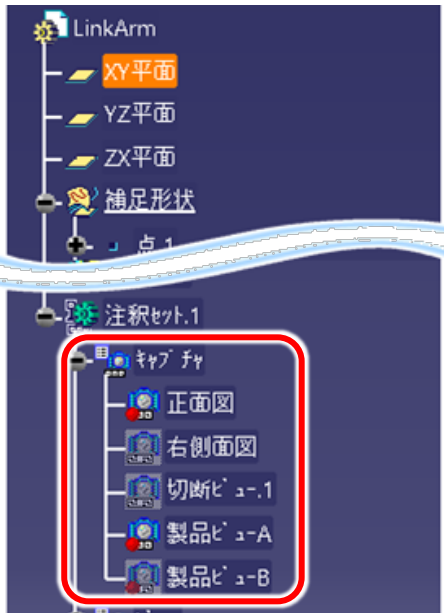 LinkArm
XY平面
YZ平面
ZX平面
補足形状
点.1
注釈セット.1
キャプチャ
正面図
右側面図
切断ビュー.1
製品ビューA
製品ビューB